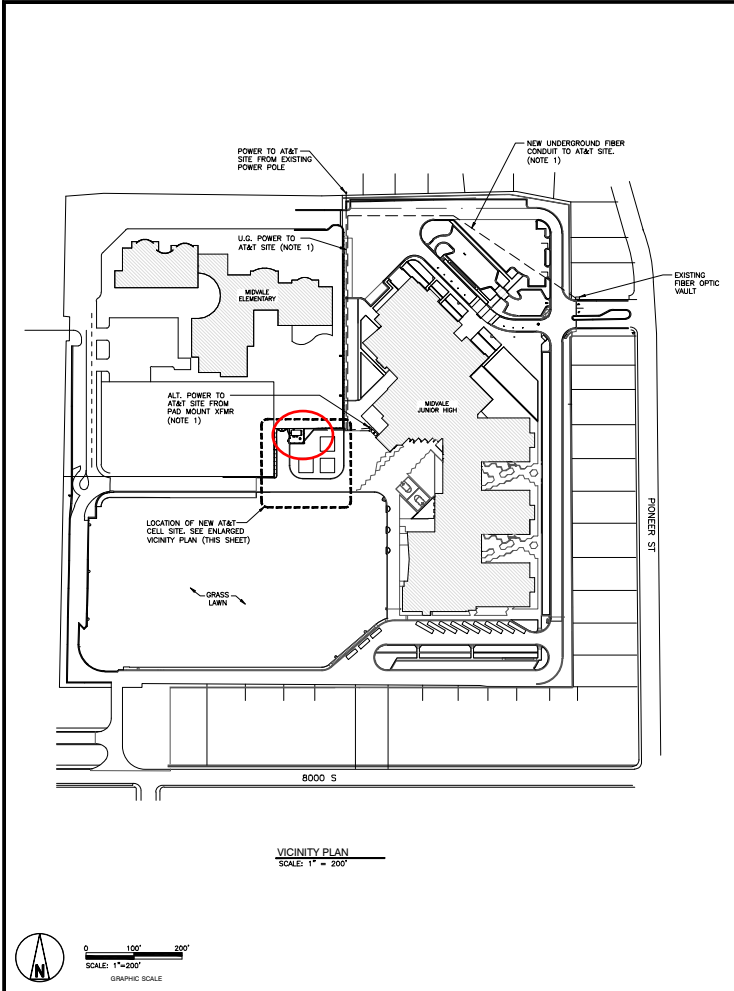 POWER TO AT&T
SITE FROM EXISTING
POWER POLE
NEW UNDERGROUND FIBER
CONDUIT TO AT&T SITE.
(NOTE 1)
U.G. POWER TO
AT&T SITE (NOTE 1)
EXISTING
FIBER OPTIC
VAULT
MIDVALE
ELEMENTARY
ALT. POWER TO
AT&T SITE FROM
PAD MOUNT XFMR
(NOTE 1)
MIDVALE
JUNIOR HIGH
PIONEER ST
LOCATION OF NEW AT&T
CELL SITE. SEE ENLARGED
VICINITY PLAN (THIS SHEET)
GRASS
LAWN
8000 S
VICINITY PLAN
SCALE: 1" = 200'
N
0 100' 200'
SCALE: 1"=200'
GRAPHIC SCALE